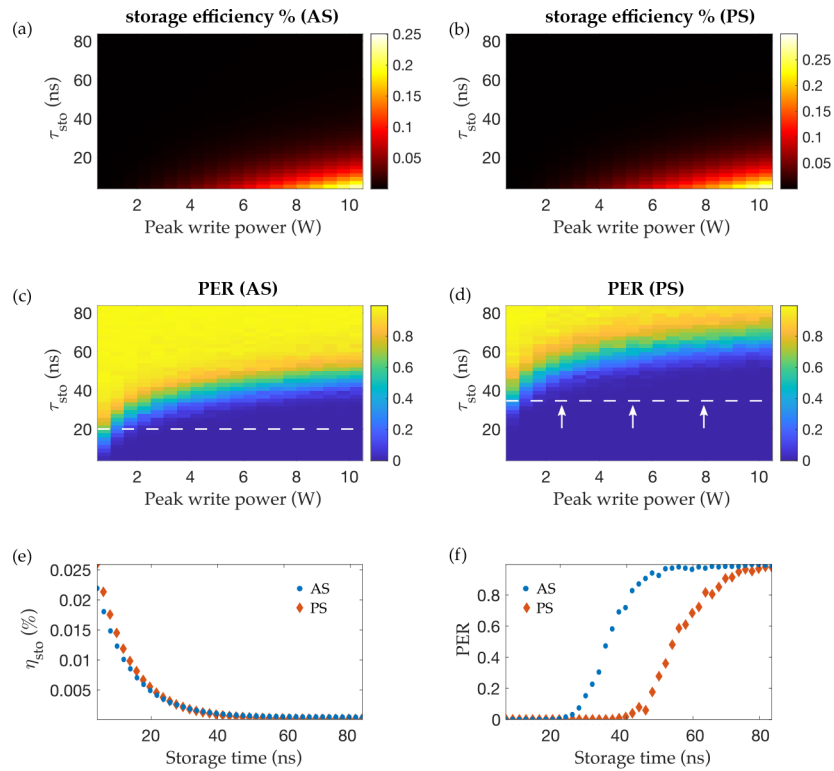 (a)
storage efficiency % (AS)
τsto (ns)
80
60
40
20
2 4 6 8 10
Peak write power (W)
0.25
0.2
0.15
0.1
0.05
(b)
storage efficiency % (PS)
τsto (ns)
80
60
40
20
2 4 6 8 10
Peak write power (W)
0.25
0.2
0.15
0.1
0.05
(c)
PER (AS)
τsto (ns)
80
60
40
20
2 4 6 8 10
Peak write power (W)
0.8
0.6
0.4
0.2
0
(d)
PER (PS)
τsto (ns)
80
60
40
20
2 4 6 8 10
Peak write power (W)
0.8
0.6
0.4
0.2
0
(e)
ηsto (%)
0.025
0.02
0.015
0.01
0.005
AS
PS
20 40 60 80
Storage time (ns)
(f)
PER
0.8
0.6
0.4
0.2
0
AS
PS
20 40 60 80
Storage time (ns)